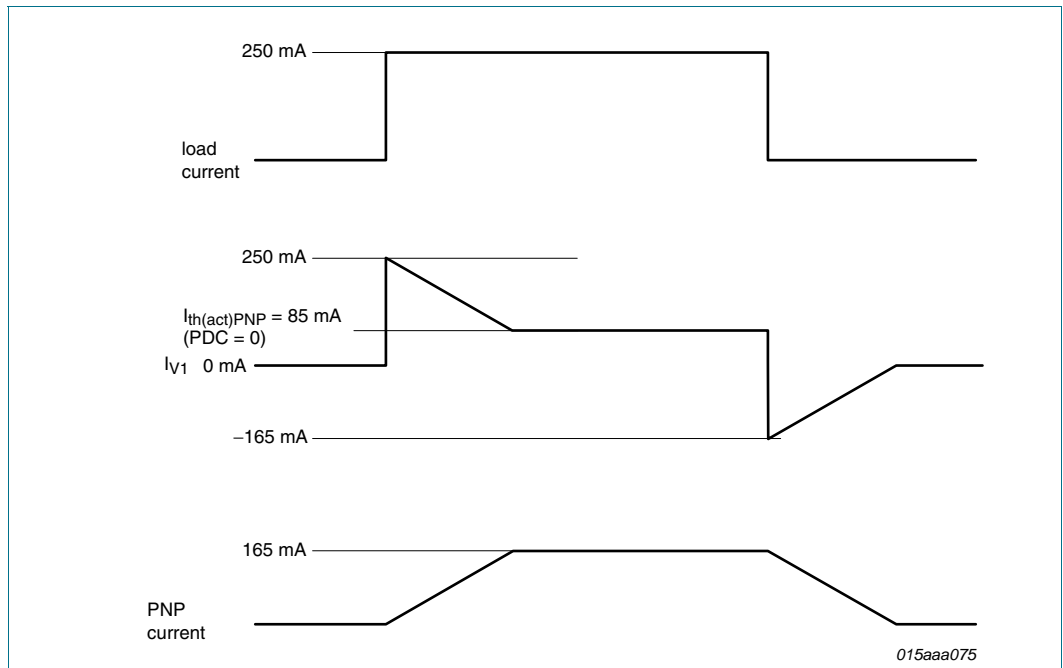 250 mA
load
current
250 mA
Ith(act)PNP = 85 mA
(PDC = 0)
IV1 0 mA
−165 mA
165 mA
PNP
current
015aaa075